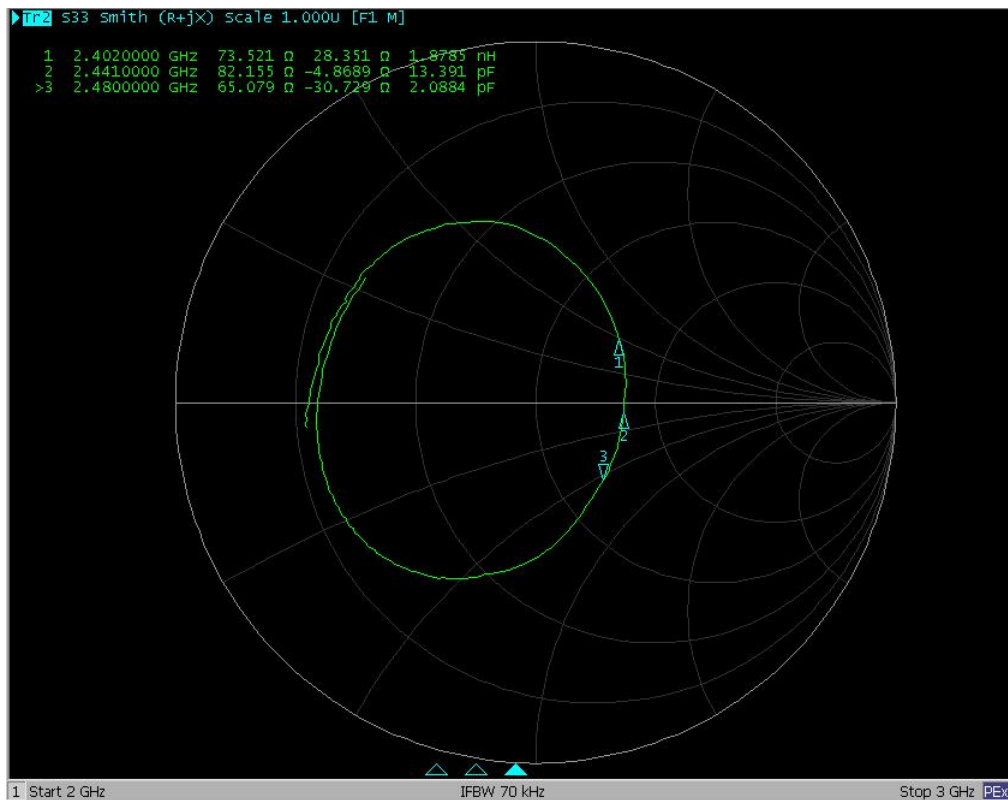 Tr2 S33 Smith (R+jX) Scale 1.000U [F1 M]
1 2.4020000 GHz 73.521 Ω 28.351 Ω 1.8785 nH
2 2.4410000 GHz 82.155 Ω -4.8689 Ω 13.391 pF
>3 2.4800000 GHz 65.079 Ω -30.729 Ω 2.0884 pF
1
2
3
1 Start 2 GHz IFBW 70 kHz Stop 3 GHz